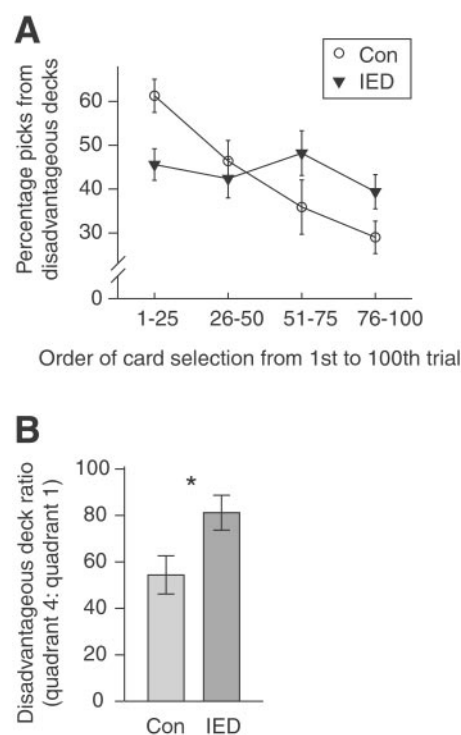 A
Con
IED
Percentage picks from
disadvantageous decks
60
50
40
30
0
1-25 26-50 51-75 76-100
Order of card selection from 1st to 100th trial
B
Disadvantageous deck ratio
(quadrant 4: quadrant 1)
100
80
60
40
20
0
*
Con IED